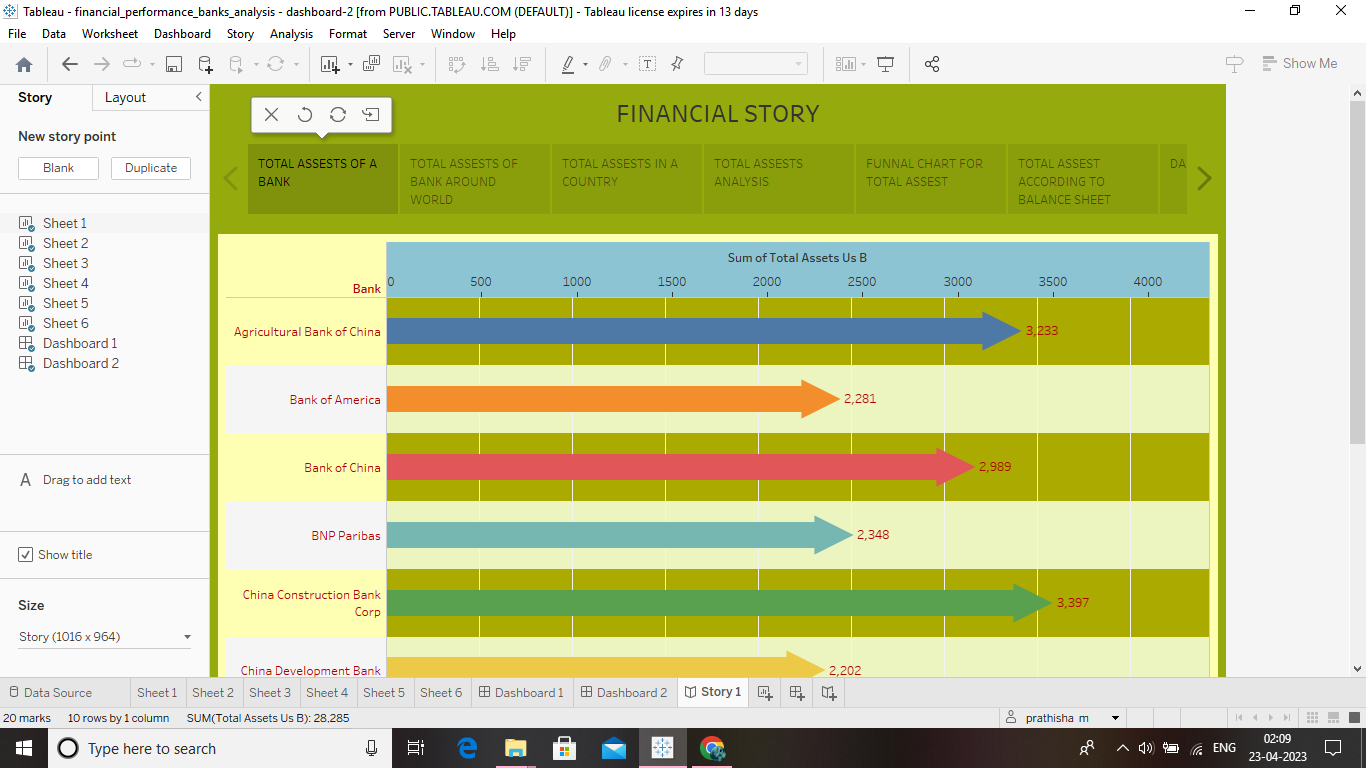 Tableau - financial_performance_banks_analysis - dashboard-2 [from PUBLIC.TABLEAU.COM (DEFAULT)] - Tableau license expires in 13 days
File Data Worksheet Dashboard Story Analysis Format Server Window Help
Show Me
Story Layout
New story point
Blank Duplicate
Sheet 1
Sheet 2
Sheet 3
Sheet 4
Sheet 5
Sheet 6
Dashboard 1
Dashboard 2
A Drag to add text
Show title
Size
Story (1016 x 964)
FINANCIAL STORY
TOTAL ASSESTS OF A
BANK
TOTAL ASSESTS OF
BANK AROUND
WORLD
TOTAL ASSESTS IN A
COUNTRY
TOTAL ASSESTS
ANALYSIS
FUNNAL CHART FOR
TOTAL ASSEST
TOTAL ASSEST
ACCORDING TO
BALANCE SHEET
DA
Sum of Total Assets Us B
Bank
0 500 1000 1500 2000 2500 3000 3500 4000
Agricultural Bank of China 3,233
Bank of America 2,281
Bank of China 2,989
BNP Paribas 2,348
China Construction Bank
Corp 3,397
China Development Bank 2,202
Data Source Sheet 1 Sheet 2 Sheet 3 Sheet 4 Sheet 5 Sheet 6 Dashboard 1 Dashboard 2 Story 1
20 marks 10 rows by 1 column SUM(Total Assets Us B): 28,285 prathisha m
Type here to search
ENG
02:09
23-04-2023